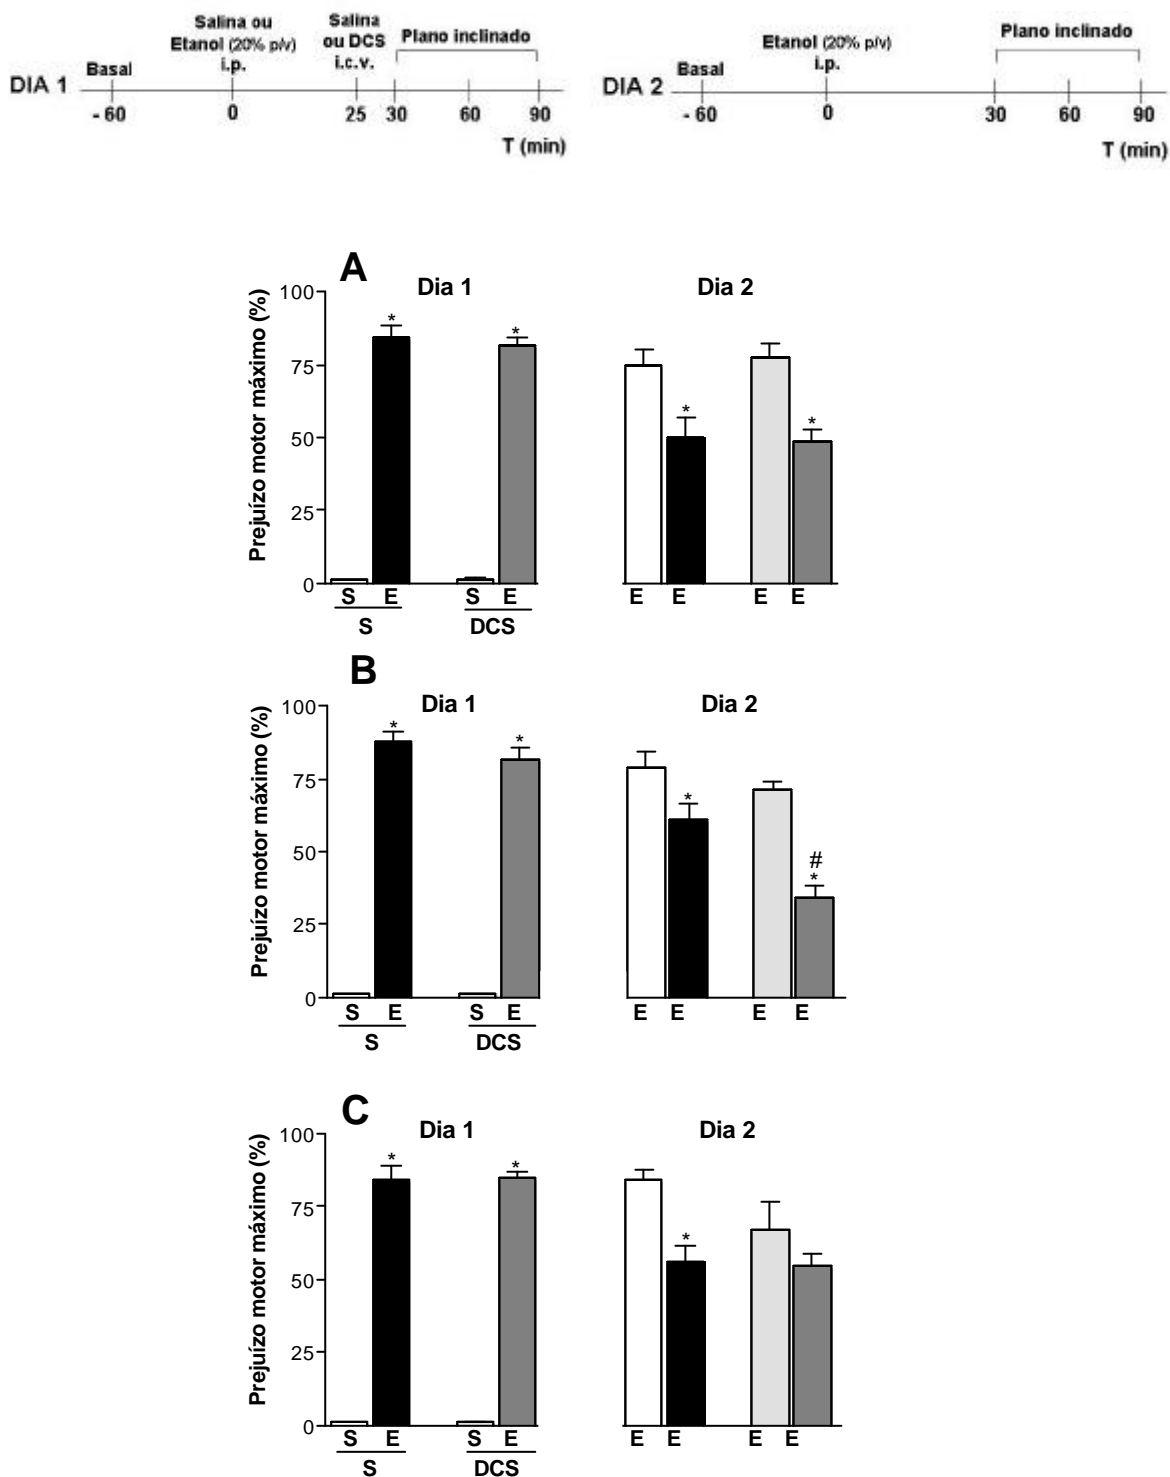 Salina ou
Etanol (20% p/v)
i.p.
Salina
ou DCS
i.c.v.
Plano inclinado
Basal
DIA 1
- 60 0 25 30 60 90
T (min)
Etanol (20% p/v)
i.p.
Plano inclinado
Basal
DIA 2
- 60 0 30 60 90
T (min)
A
Dia 1 Dia 2
Prejuízo motor máximo (%)
100
75
50
25
0
* * * *
S E S E E E E E
S DCS
B
Dia 1 Dia 2
Prejuízo motor máximo (%)
100
75
50
25
0
* * * #
*
S E S E E E E E
S DCS
C
Dia 1 Dia 2
Prejuízo motor máximo (%)
100
75
50
25
0
* * *
S E S E E E E E
S DCS